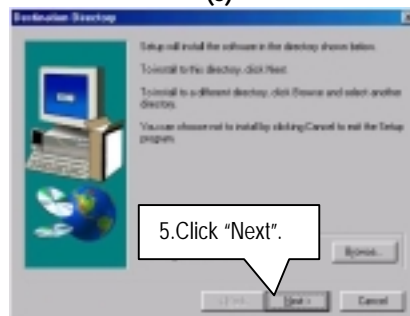 Destination Directory
Setup will install the software in the directory shown below.
To install to this directory, click Next.
To install to a different directory, click Browse and select another
directory.
You can choose not to install by clicking Cancel to exit the Setup
program.
5.Click "Next".
Browse...
Next >
Cancel